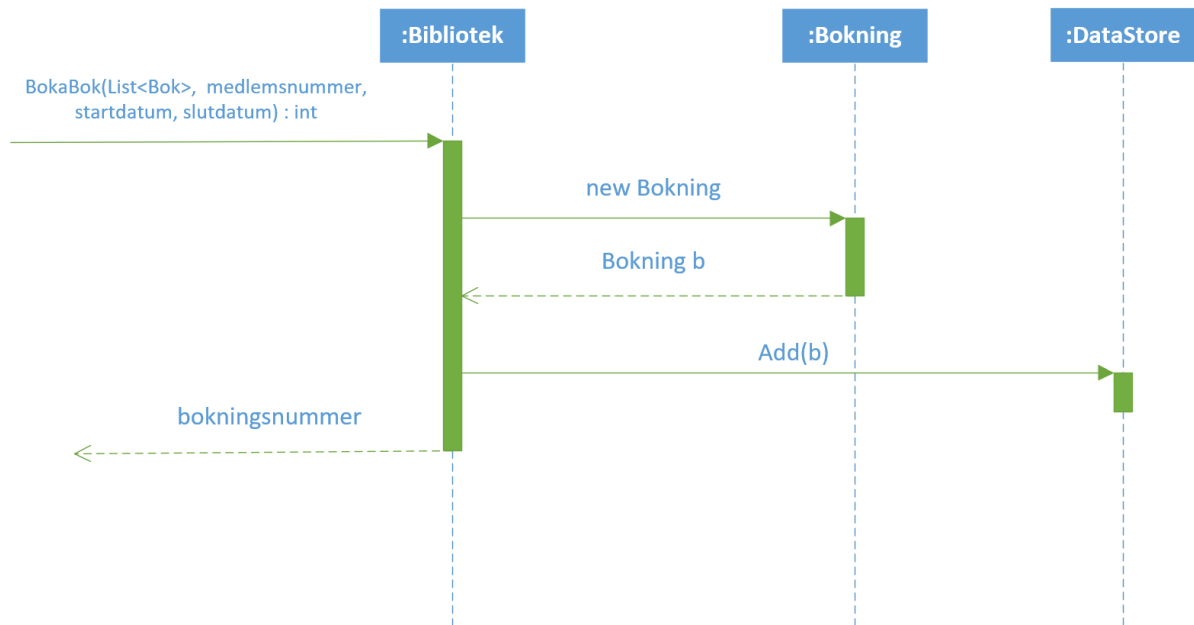 :Bibliotek
:Bokning
:DataStore
BokaBok(List<Bok>, medlemsnummer,
startdatum, slutdatum) : int
new Bokning
Bokning b
Add(b)
bokningsnummer